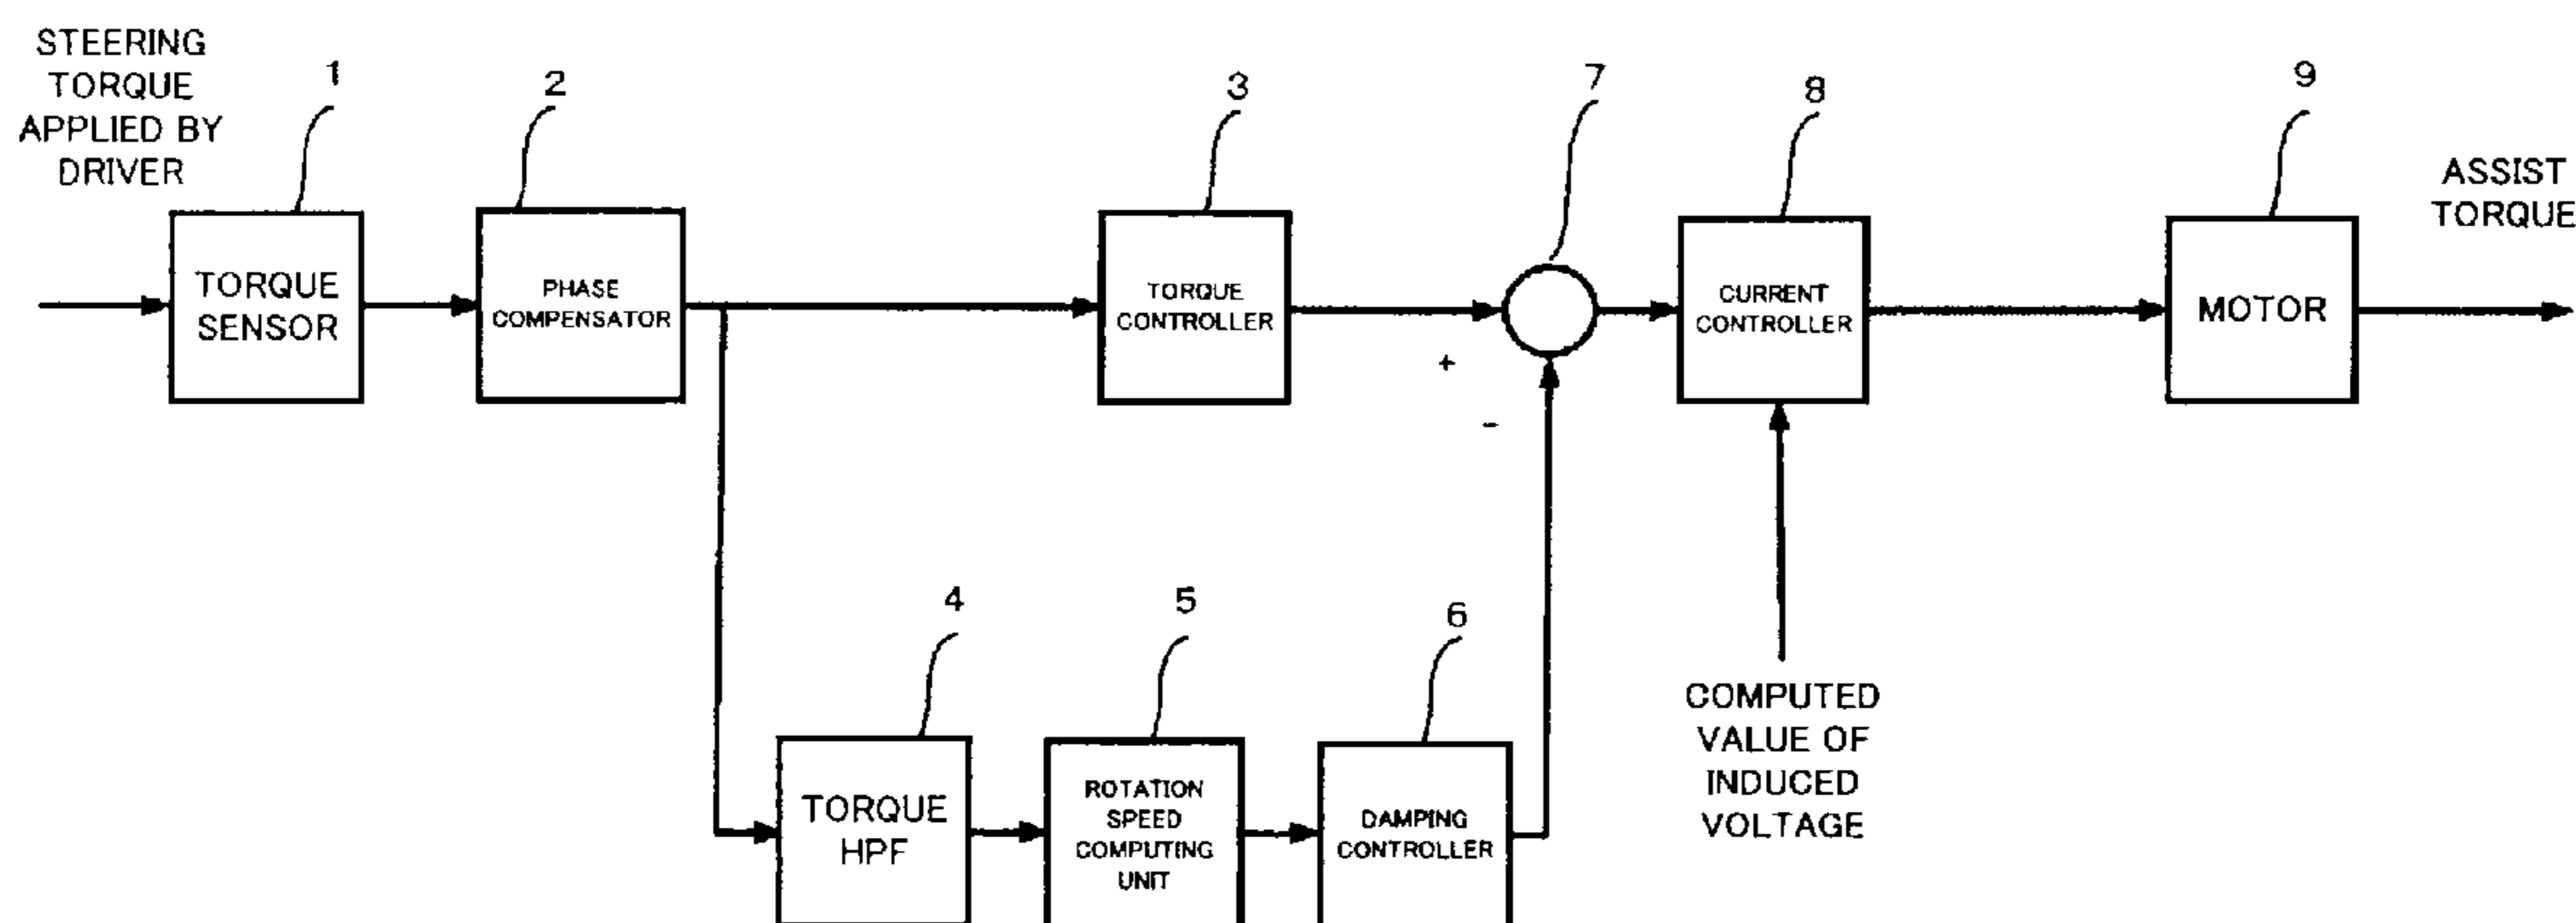 STEERING
TORQUE
APPLIED BY
DRIVER
1
2
3
7
8
9
ASSIST
TORQUE
TORQUE
SENSOR
PHASE
COMPENSATOR
TORQUE
CONTROLLER
+
-
CURRENT
CONTROLLER
MOTOR
4
5
6
TORQUE
HPF
ROTATION
SPEED
COMPUTING
UNIT
DAMPING
CONTROLLER
COMPUTED
VALUE OF
INDUCED
VOLTAGE